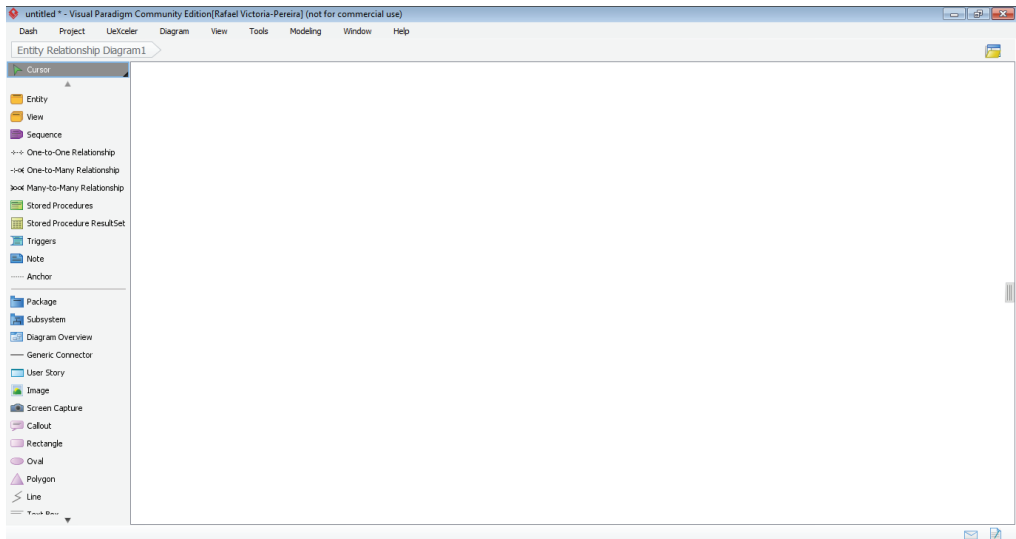 untitled * - Visual Paradigm Community Edition[Rafael Victoria-Pereira] (not for commercial use)
Dash Project UeXceler Diagram View Tools Modeling Window Help
Entity Relationship Diagram1
Cursor
Entity
View
Sequence
One-to-One Relationship
One-to-Many Relationship
Many-to-Many Relationship
Stored Procedures
Stored Procedure ResultSet
Triggers
Note
Anchor
Package
Subsystem
Diagram Overview
Generic Connector
User Story
Image
Screen Capture
Callout
Rectangle
Oval
Polygon
Line
Text Box